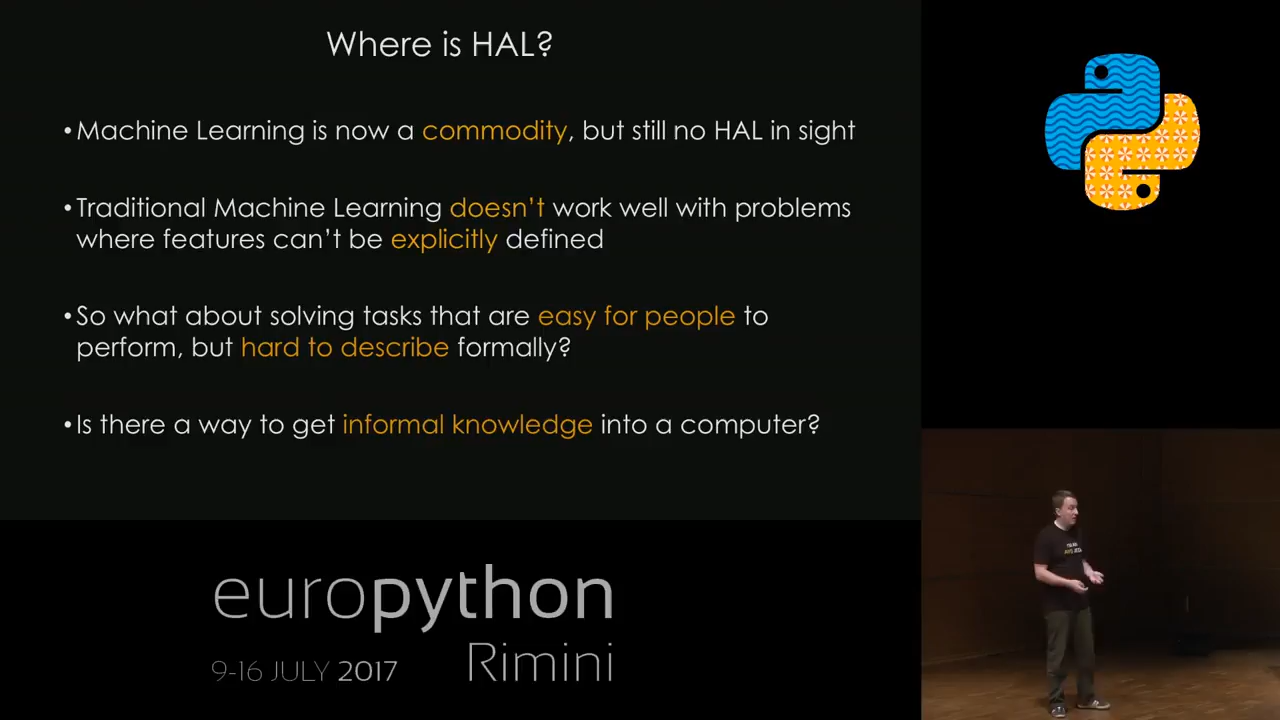 Where is HAL?
• Machine Learning is now a commodity, but still no HAL in sight
• Traditional Machine Learning doesn’t work well with problems
where features can’t be explicitly defined
• So what about solving tasks that are easy for people to
perform, but hard to describe formally?
• Is there a way to get informal knowledge into a computer?
europython
9-16 JULY 2017 Rimini